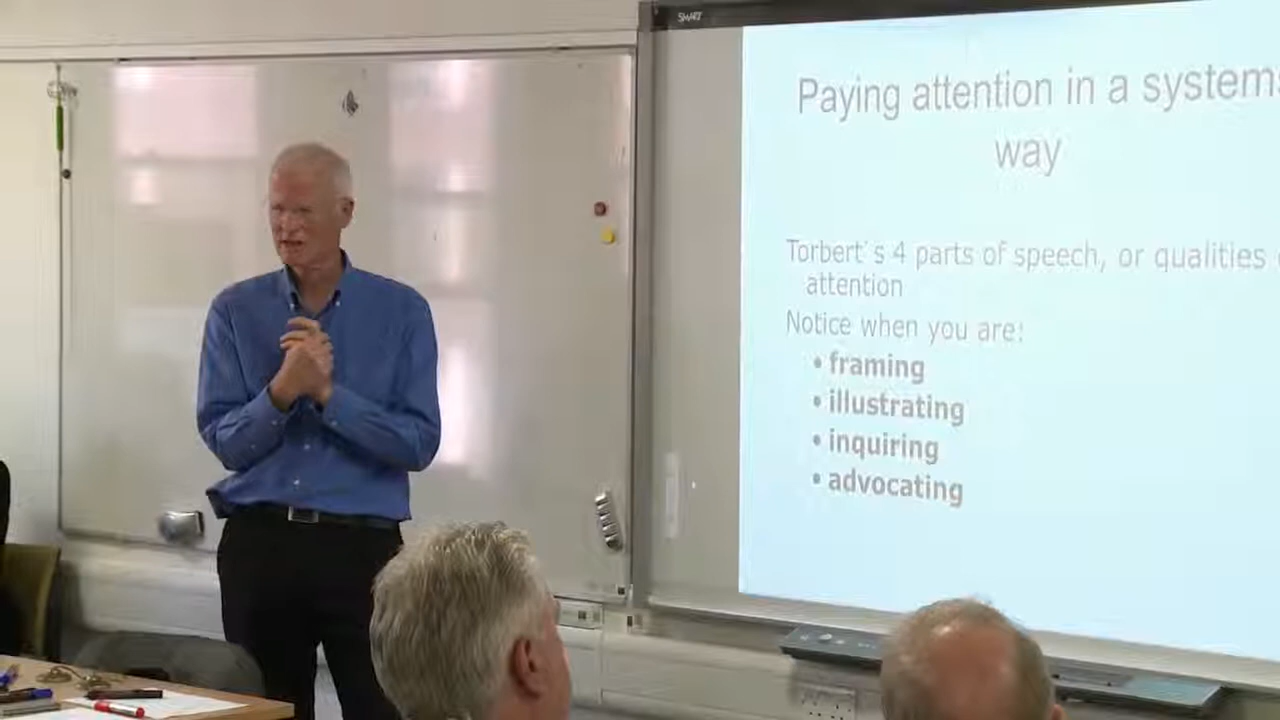 SMART
Paying attention in a systems
way
Torbert´s 4 parts of speech, or qualities
attention
Notice when you are:
• framing
• illustrating
• inquiring
• advocating